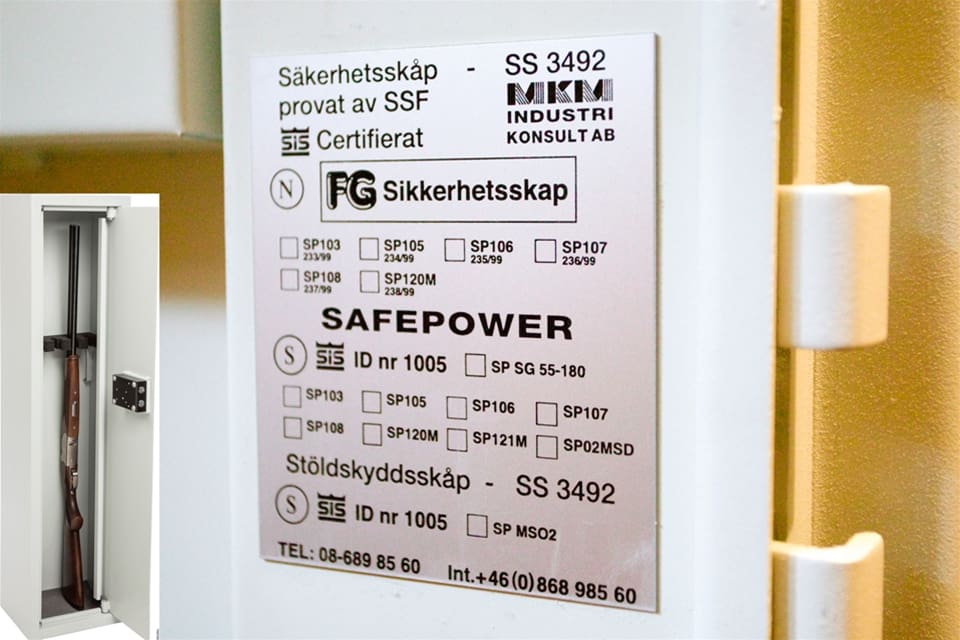 Säkerhetsskåp - SS 3492
provat av SSF
MKM
INDUSTRI
KONSULT AB
SIS Certifierat
N FG Sikkerhetsskap
SP103 SP105 SP106 SP107
233/99 234/99 235/99 236/99
SP108 SP120M
237/99 238/99
SAFEPOWER
S SIS ID nr 1005 SP SG 55-180
SP103 SP105 SP106 SP107
SP108 SP120M SP121M SP02MSD
Stöldskyddsskåp - SS 3492
S SIS ID nr 1005 SP MSO2
TEL: 08-689 85 60 Int.+46(0)868 985 60